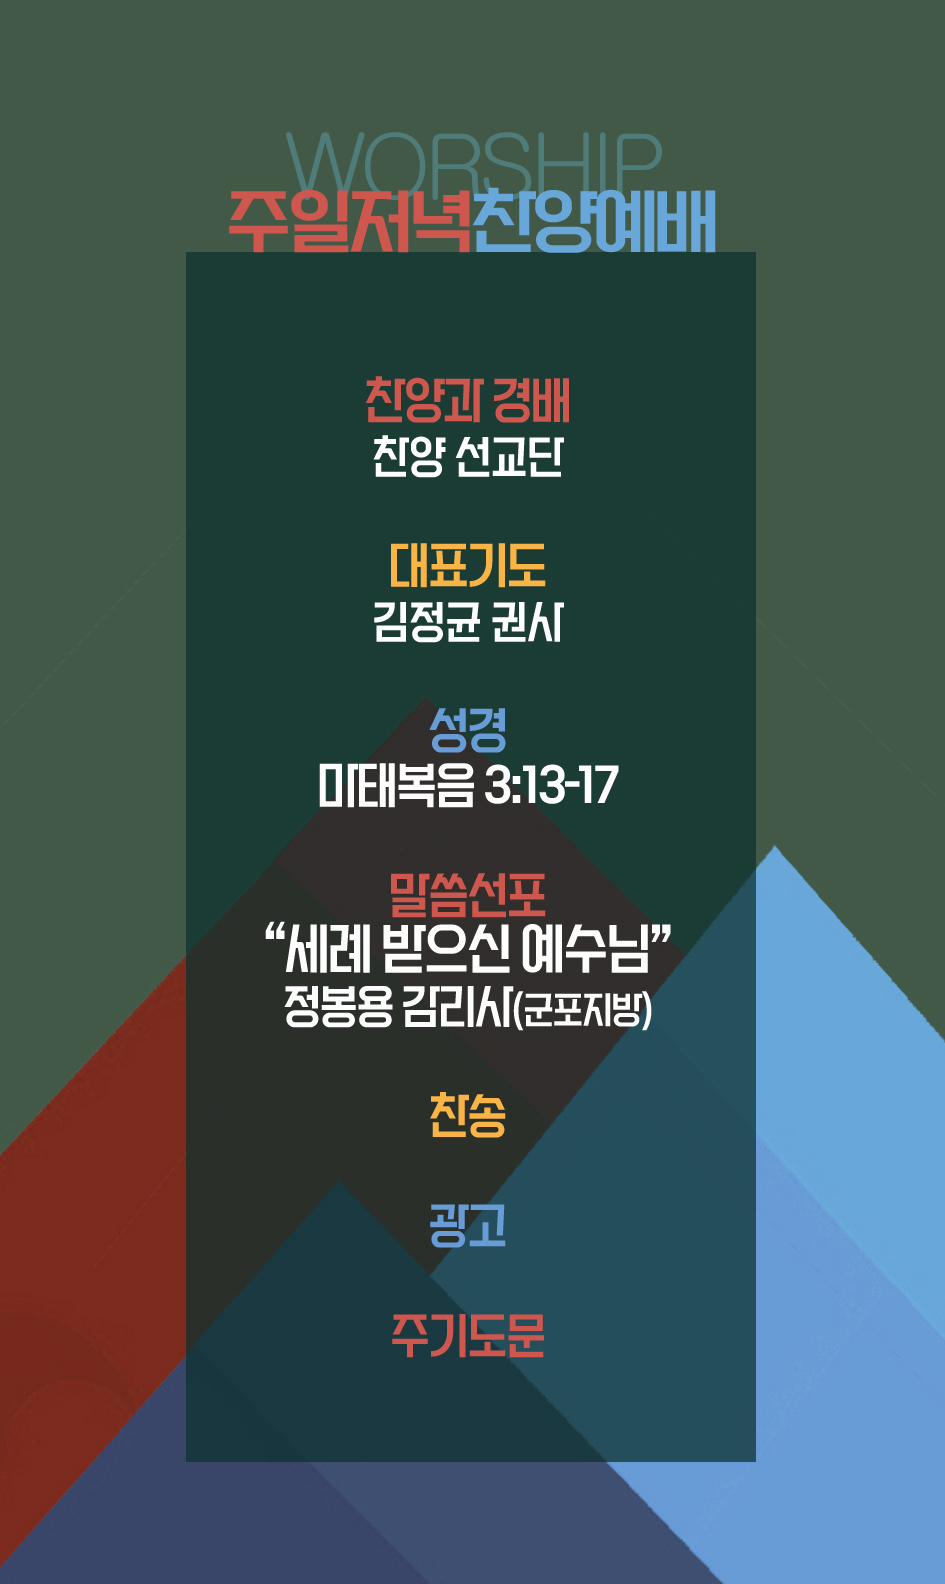 WORSHIP
주일저녁찬양예배
찬양과 경배
찬양 선교단
대표기도
김정균 권사
성경
마태복음 3:13-17
말씀선포
“세례 받으신 예수님”
정봉용 감리사(군포지방)
찬송
광고
주기도문